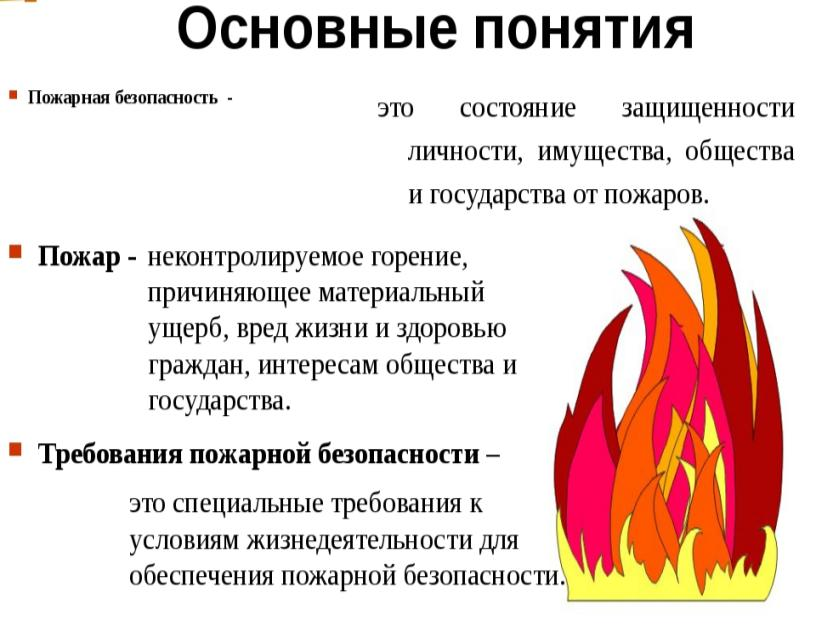 Основные понятия
Пожарная безопасность -
это состояние защищенности
личности, имущества, общества
и государства от пожаров.
Пожар - неконтролируемое горение,
причиняющее материальный
ущерб, вред жизни и здоровью
граждан, интересам общества и
государства.
Требования пожарной безопасности –
это специальные требования к
условиям жизнедеятельности для
обеспечения пожарной безопасности.